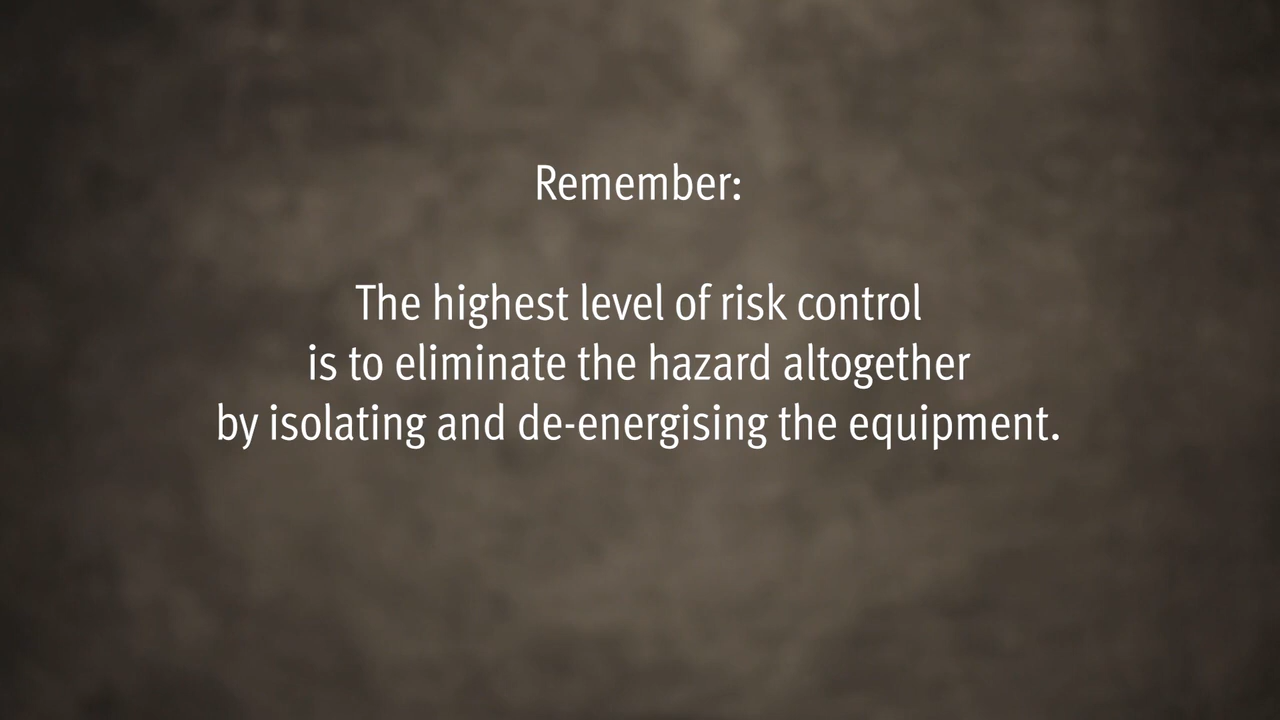 Remember:
The highest level of risk control
is to eliminate the hazard altogether
by isolating and de-energising the equipment.